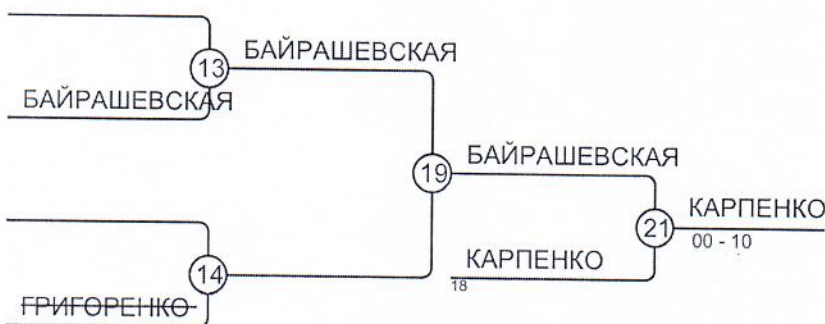 БАЙРАШЕВСКАЯ
13
БАЙРАШЕВСКАЯ
БАЙРАШЕВСКАЯ
19
КАРПЕНКО
21
00 - 10
КАРПЕНКО
18
14
ГРИГОРЕНКО